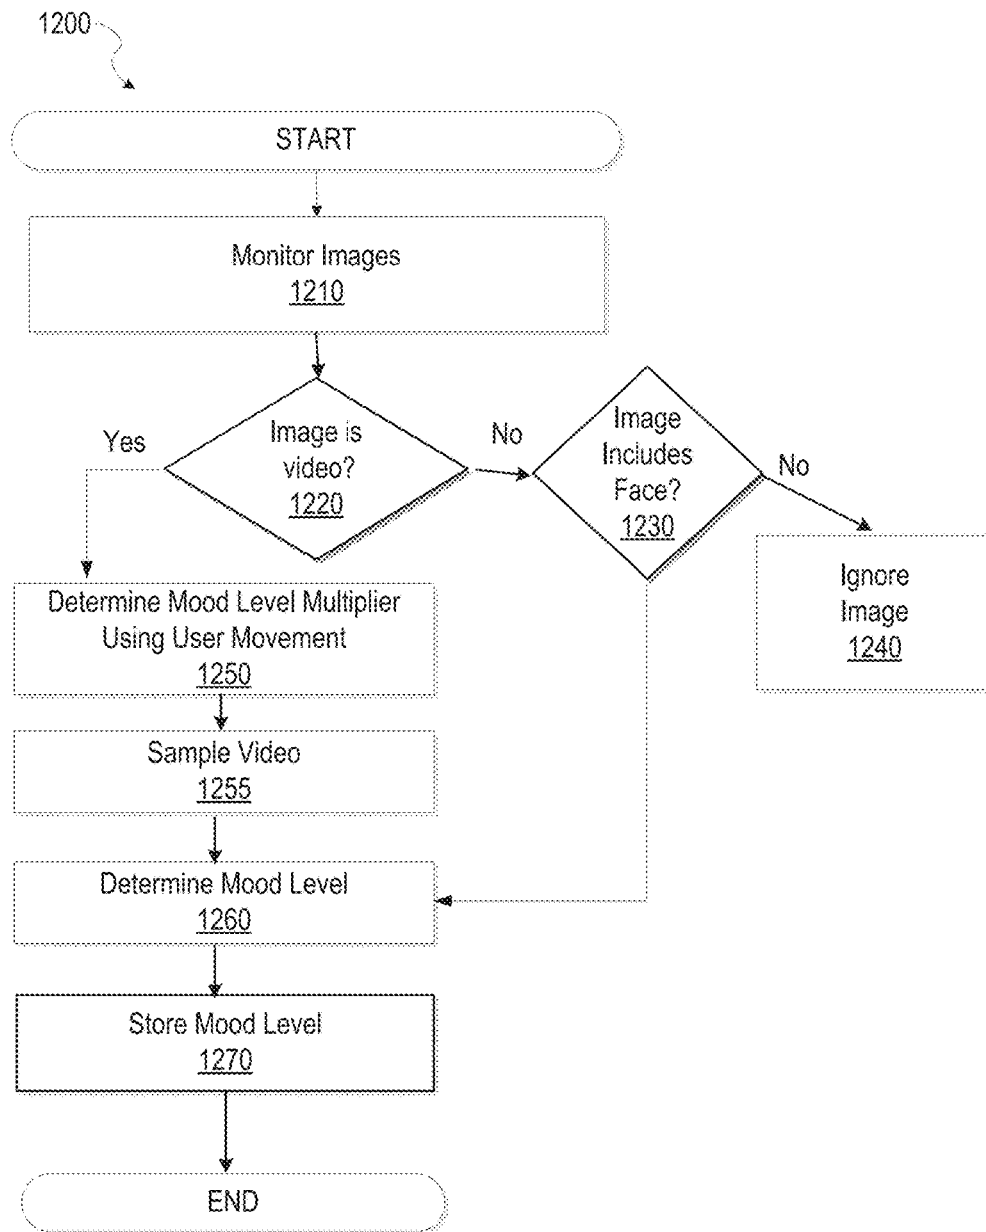 1200
START
Monitor Images
1210
Image is
video?
1220
Yes
No
Image
Includes
Face?
1230
No
Ignore
Image
1240
Determine Mood Level Multiplier
Using User Movement
1250
Sample Video
1255
Determine Mood Level
1260
Store Mood Level
1270
END